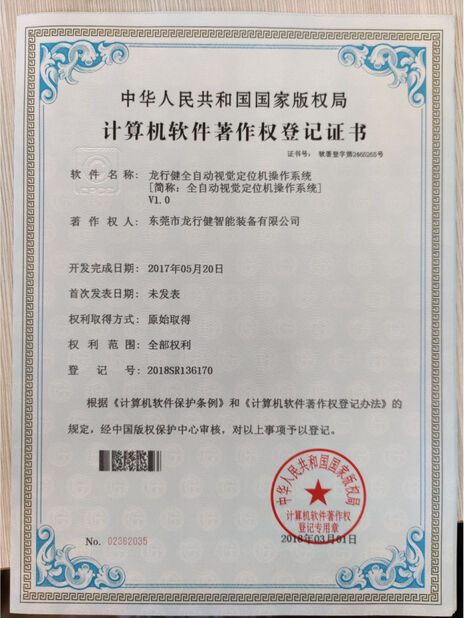 中华人民共和国国家版权局
计算机软件著作权登记证书
证书号： 软著登字第2465265号
软件名称： 龙行健全自动视觉定位机操作系统
[简称：全自动视觉定位机操作系统]
V1.0
著作权人： 东莞市龙行健智能装备有限公司
开发完成日期： 2017年05月20日
首次发表日期： 未发表
权利取得方式： 原始取得
权利范围： 全部权利
登记号： 2018SR136170
根据《计算机软件保护条例》和《计算机软件著作权登记办法》的
规定，经中国版权保护中心审核，对以上事项予以登记。
中华人民共和国国家版权局
计算机软件著作权
登记专用章
2018年03月01日
No. 02362035